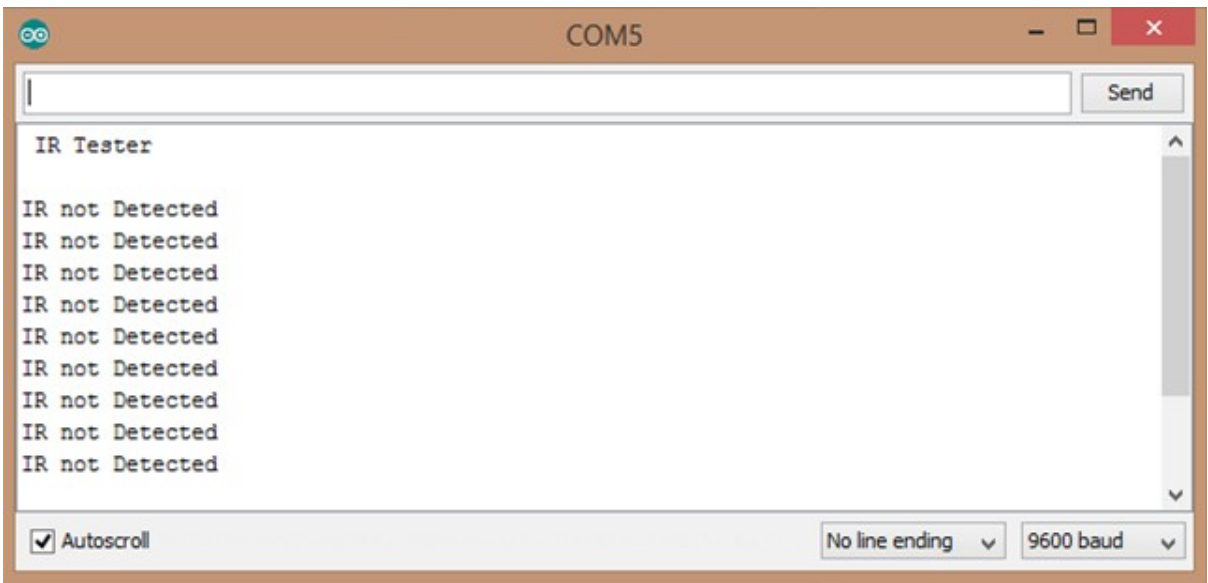 COM5
Send
IR Tester
IR not Detected
IR not Detected
IR not Detected
IR not Detected
IR not Detected
IR not Detected
IR not Detected
IR not Detected
IR not Detected
Autoscroll
No line ending
9600 baud